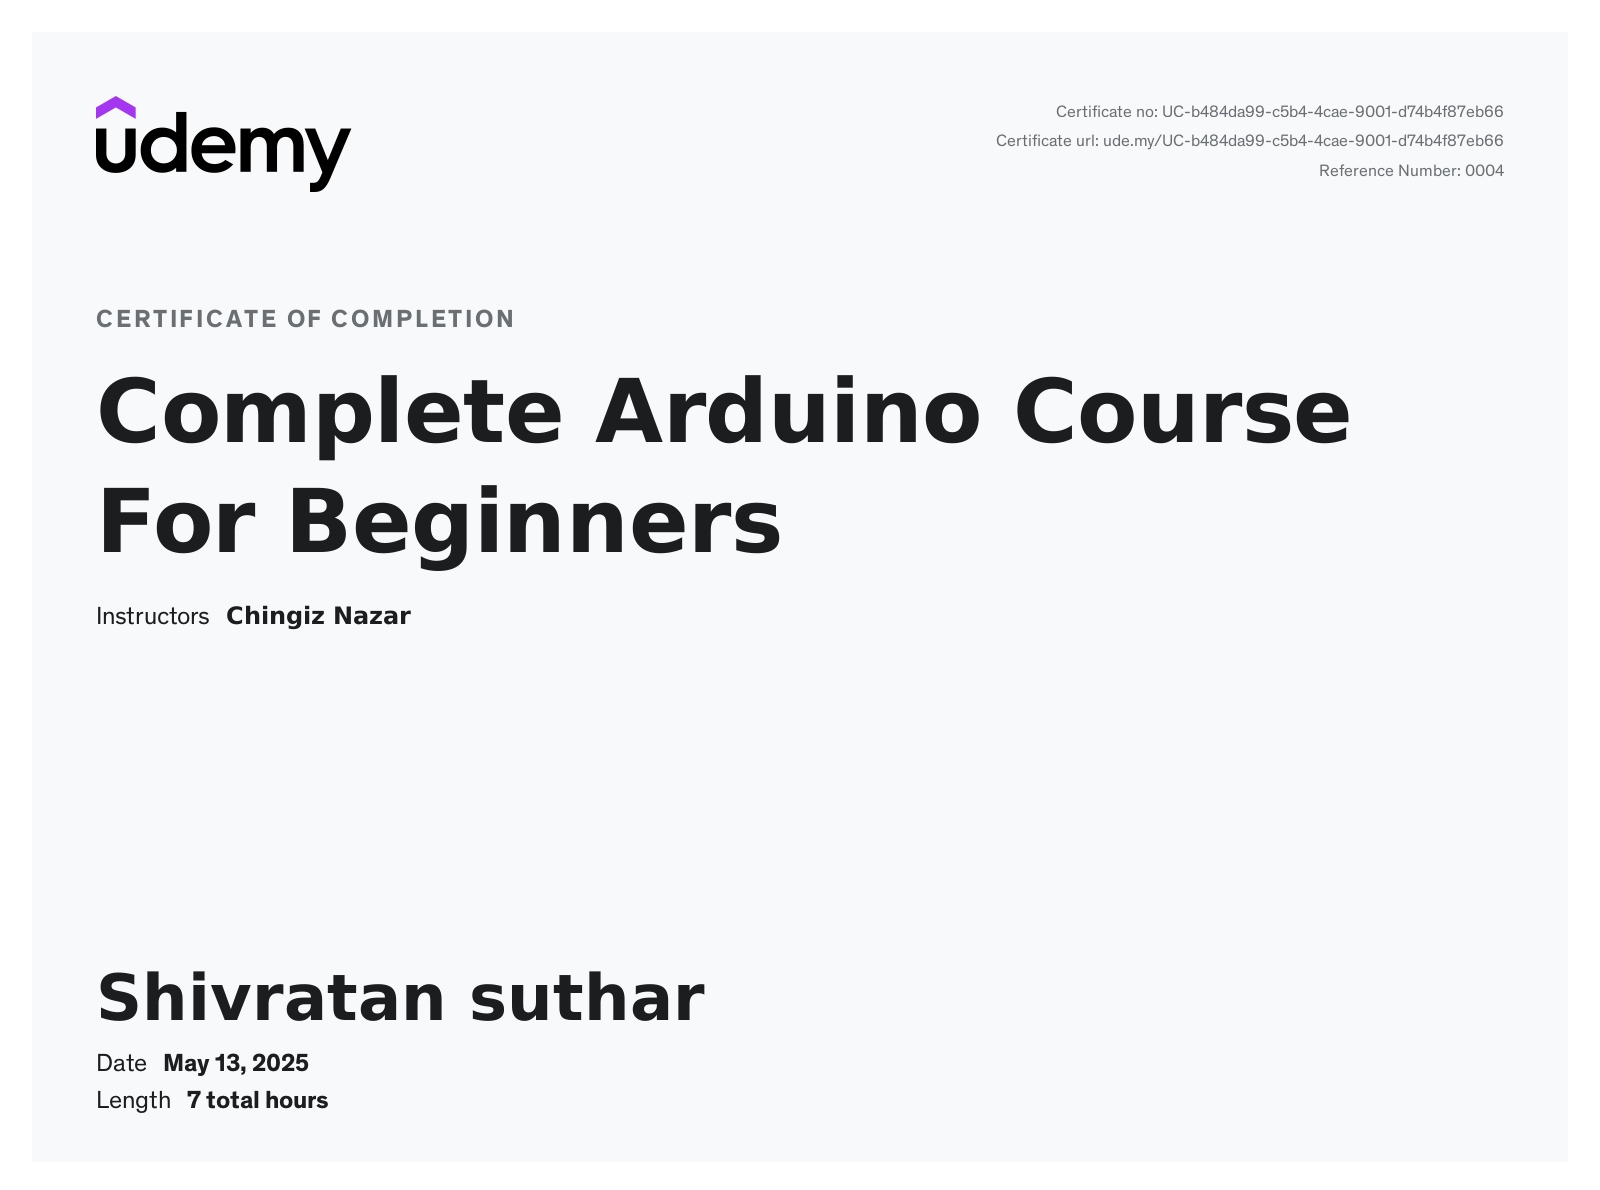 udemy
Certificate no: UC-b484da99-c5b4-4cae-9001-d74b4f87eb66
Certificate url: ude.my/UC-b484da99-c5b4-4cae-9001-d74b4f87eb66
Reference Number: 0004
CERTIFICATE OF COMPLETION
Complete Arduino Course
For Beginners
Instructors Chingiz Nazar
Shivratan suthar
Date May 13, 2025
Length 7 total hours